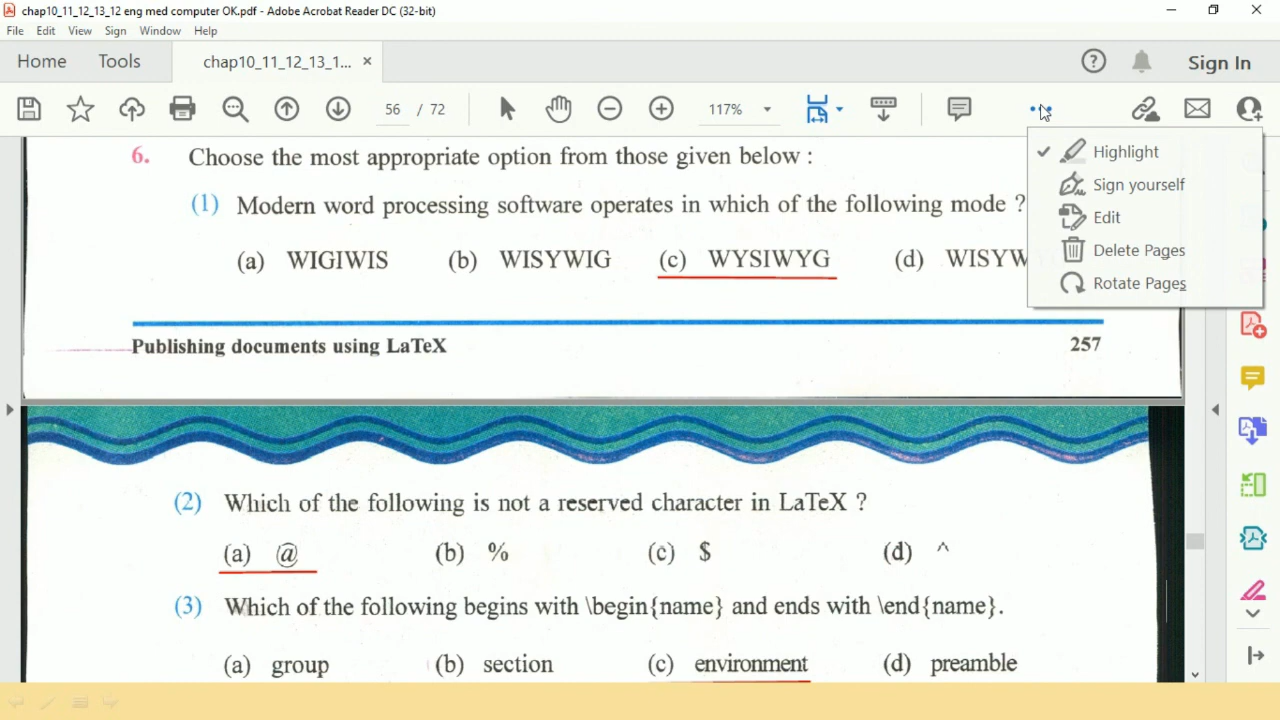 chap10_11_12_13_12 eng med computer OK.pdf - Adobe Acrobat Reader DC (32-bit)
File Edit View Sign Window Help
Home Tools chap10_11_12_13_1... × Sign In
56 / 72 117%
Highlight
Sign yourself
Edit
Delete Pages
Rotate Pages
6. Choose the most appropriate option from those given below :
(1) Modern word processing software operates in which of the following mode ?
(a) WIGIWIS (b) WISYWIG (c) WYSIWYG (d)
Publishing documents using LaTeX 257
(2) Which of the following is not a reserved character in LaTeX ?
(a) @ (b) % (c) $ (d) ^
(3) Which of the following begins with \begin{name} and ends with \end{name}.
(a) group (b) section (c) environment (d) preamble